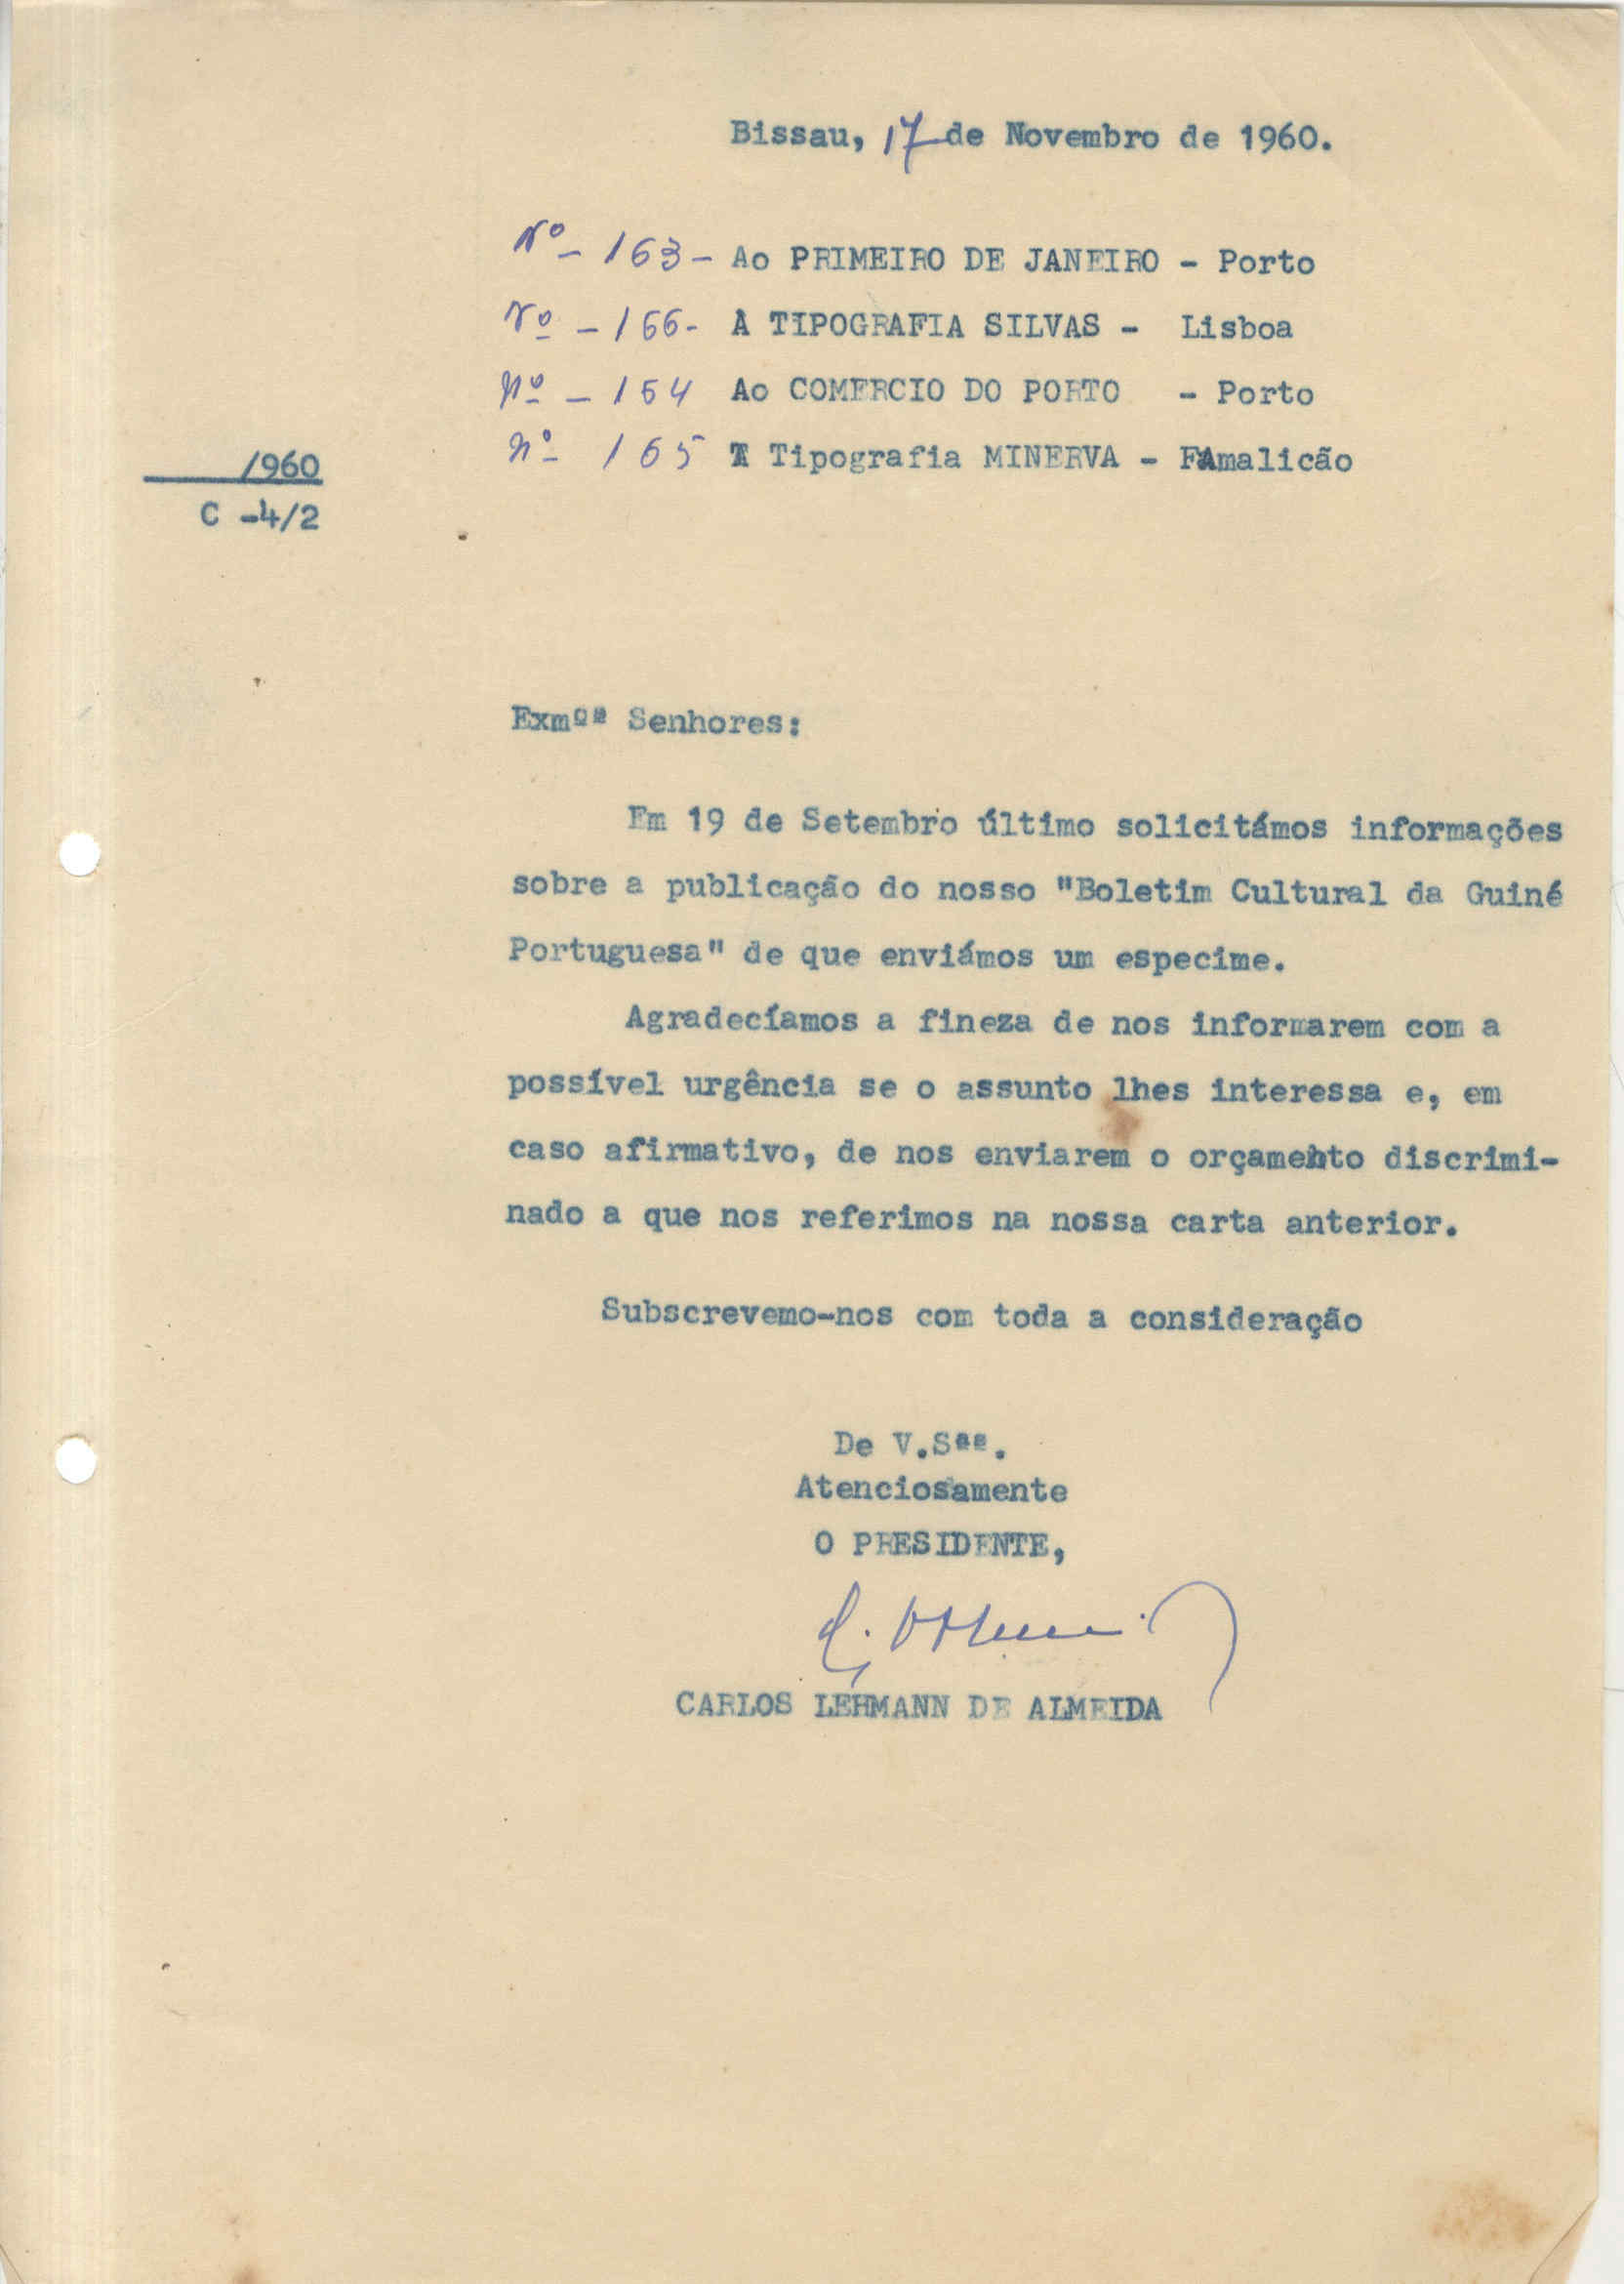 Bissau, 17 de Novembro de 1960.
Nº - 163 - Ao PRIMEIRO DE JANEIRO - Porto
Nº - 166 - À TIPOGRAFIA SILVAS - Lisboa
Nº - 164 Ao COMERCIO DO PORTO - Porto
Nº 165 Tipografia MINERVA - FAmalicão
/960
C -4/2
Exmºˢ Senhores:
Em 19 de Setembro último solicitámos informações
sobre a publicação do nosso "Boletim Cultural da Guiné
Portuguesa" de que enviámos um especime.
Agradecíamos a fineza de nos informarem com a
possível urgência se o assunto lhes interessa e, em
caso afirmativo, de nos enviarem o orçamento discrimi-
nado a que nos referimos na nossa carta anterior.
Subscrevemo-nos com toda a consideração
De V.Sªˢ.
Atenciosamente
O PRESIDENTE,
CARLOS LEHMANN DE ALMEIDA